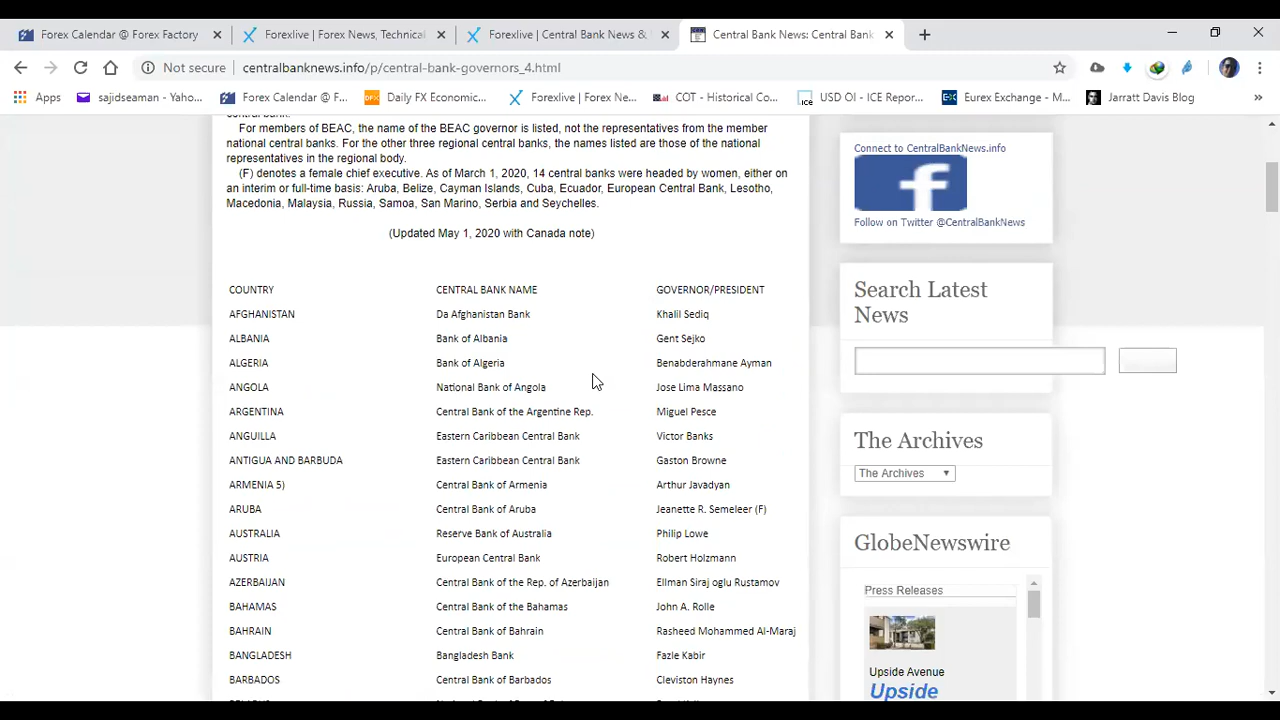 Forex Calendar @ Forex Factory
Forexlive | Forex News, Technical
Forexlive | Central Bank News &
Central Bank News: Central Bank
Not secure centralbanknews.info/p/central-bank-governors_4.html
Apps sajidseaman - Yaho... Forex Calendar @ F... Daily FX Economic... Forexlive | Forex Ne... COT - Historical Co... USD OI - ICE Repor... Eurex Exchange - M... Jarratt Davis Blog »
central bank.
For members of BEAC, the name of the BEAC governor is listed, not the representatives from the member
national central banks. For the other three regional central banks, the names listed are those of the national
representatives in the regional body.
(F) denotes a female chief executive. As of March 1, 2020, 14 central banks were headed by women, either on
an interim or full-time basis: Aruba, Belize, Cayman Islands, Cuba, Ecuador, European Central Bank, Lesotho,
Macedonia, Malaysia, Russia, Samoa, San Marino, Serbia and Seychelles.
(Updated May 1, 2020 with Canada note)
COUNTRY CENTRAL BANK NAME GOVERNOR/PRESIDENT
AFGHANISTAN Da Afghanistan Bank Khalil Sediq
ALBANIA Bank of Albania Gent Sejko
ALGERIA Bank of Algeria Benabderahmane Ayman
ANGOLA National Bank of Angola Jose Lima Massano
ARGENTINA Central Bank of the Argentine Rep. Miguel Pesce
ANGUILLA Eastern Caribbean Central Bank Victor Banks
ANTIGUA AND BARBUDA Eastern Caribbean Central Bank Gaston Browne
ARMENIA 5) Central Bank of Armenia Arthur Javadyan
ARUBA Central Bank of Aruba Jeanette R. Semeleer (F)
AUSTRALIA Reserve Bank of Australia Philip Lowe
AUSTRIA European Central Bank Robert Holzmann
AZERBAIJAN Central Bank of the Rep. of Azerbaijan Ellman Siraj oglu Rustamov
BAHAMAS Central Bank of the Bahamas John A. Rolle
BAHRAIN Central Bank of Bahrain Rasheed Mohammed Al-Maraj
BANGLADESH Bangladesh Bank Fazle Kabir
BARBADOS Central Bank of Barbados Cleviston Haynes
Connect to CentralBankNews.info
f
Follow on Twitter @CentralBankNews
Search Latest
News
The Archives
The Archives
GlobeNewswire
Press Releases
Upside Avenue
Upside